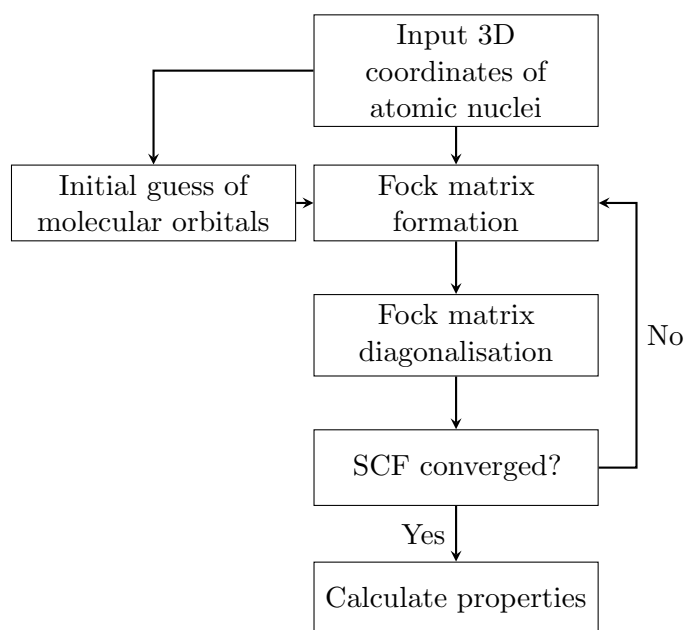 Input 3D
coordinates of
atomic nuclei
Initial guess of
molecular orbitals
Fock matrix
formation
Fock matrix
diagonalisation
No
SCF converged?
Yes
Calculate properties